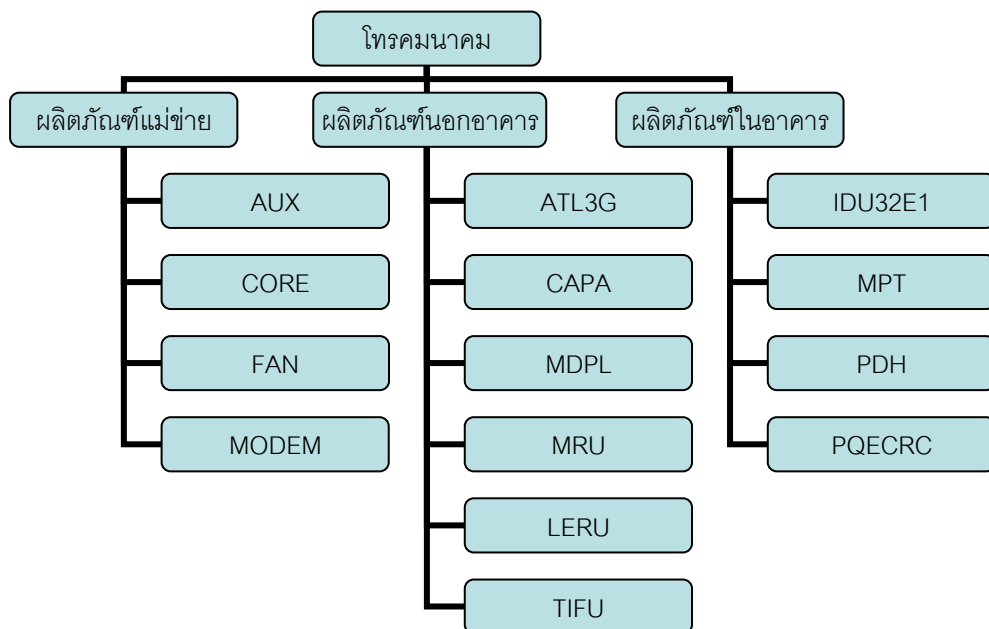 โทรคมนาคม
ผลิตภัณฑ์แม่ข่าย
ผลิตภัณฑ์นอกอาคาร
ผลิตภัณฑ์ในอาคาร
AUX
ATL3G
IDU32E1
CORE
CAPA
MPT
FAN
MDPL
PDH
MODEM
MRU
PQECRC
LERU
TIFU